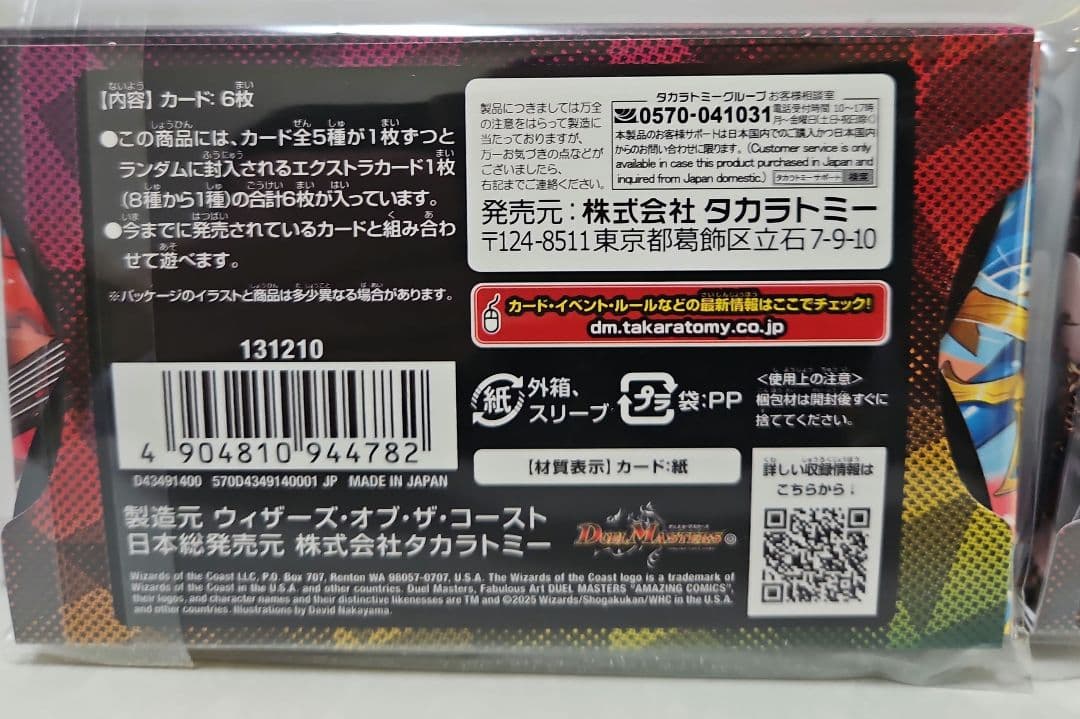 【内容】カード：6枚
●この商品には、カード全5種が1枚ずつと
ランダムに封入されるエクストラカード1枚
（8種から1種）の合計6枚が入っています。
●今までに発売されているカードと組み合わ
せて遊べます。
※パッケージのイラストと商品は多少異なる場合があります。
製品につきましては万全
の注意をはらって製造に
当たっておりますが、
万一お気づきの点などが
ございましたら、
右記までご連絡ください。
タカラトミーグループお客様相談室
0570-041031
電話受付時間 10～17時
月～金曜日(土・日・祝日除く)
本製品のお客様サポートは日本国内でのご購入かつ日本国内
からのお問い合わせに限ります。(Customer service is only
available in case this product purchased in Japan and
inquired from Japan domestic.) タカラトミーサポート 検索
発売元：株式会社 タカラトミー
〒124-8511 東京都葛飾区立石7-9-10
カード・イベント・ルールなどの最新情報はここでチェック!
dm.takaratomy.co.jp
131210
4 904810 944782
D43491400 570D4349140001 JP MADE IN JAPAN
紙 外箱、
スリーブ
プラ 袋：PP
<使用上の注意>
梱包材は開封後すぐに
捨ててください。
【材質表示】カード：紙
詳しい収録情報は
こちらから↓
製造元 ウィザーズ・オブ・ザ・コースト
日本総発売元 株式会社タカラトミー
DUEL MASTERS
Wizards of the Coast LLC, P.O. Box 707, Renton WA 98057-0707, U.S.A. The Wizards of the Coast logo is a trademark of
Wizards of the Coast in the U.S.A. and other countries. Duel Masters, Fabulous Art DUEL MASTERS "AMAZING COMICS",
their logos, and character names and their distinctive likenesses are TM and ©2025 Wizards/Shogakukan/WHC in the U.S.A.
and other countries. Illustrations by David Nakayama.